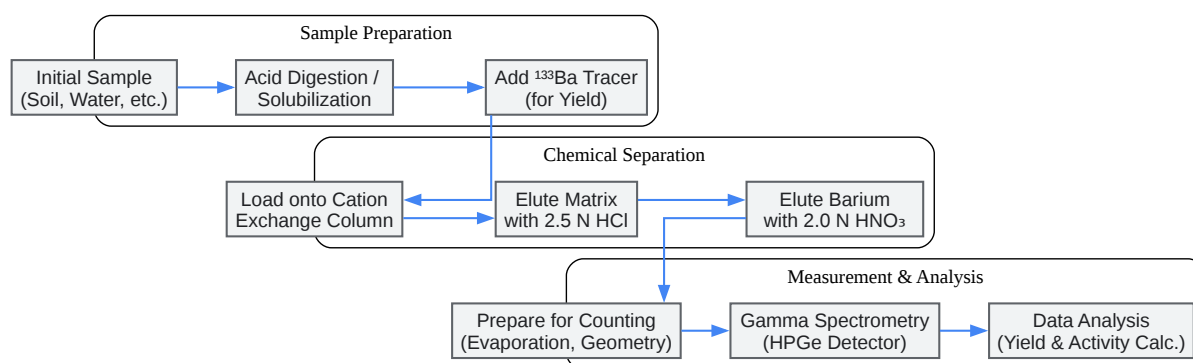 Sample Preparation
Initial Sample
(Soil, Water, etc.)
Acid Digestion /
Solubilization
Add ¹³³Ba Tracer
(for Yield)
Chemical Separation
Load onto Cation
Exchange Column
Elute Matrix
with 2.5 N HCl
Elute Barium
with 2.0 N HNO₃
Measurement & Analysis
Prepare for Counting
(Evaporation, Geometry)
Gamma Spectrometry
(HPGe Detector)
Data Analysis
(Yield & Activity Calc.)